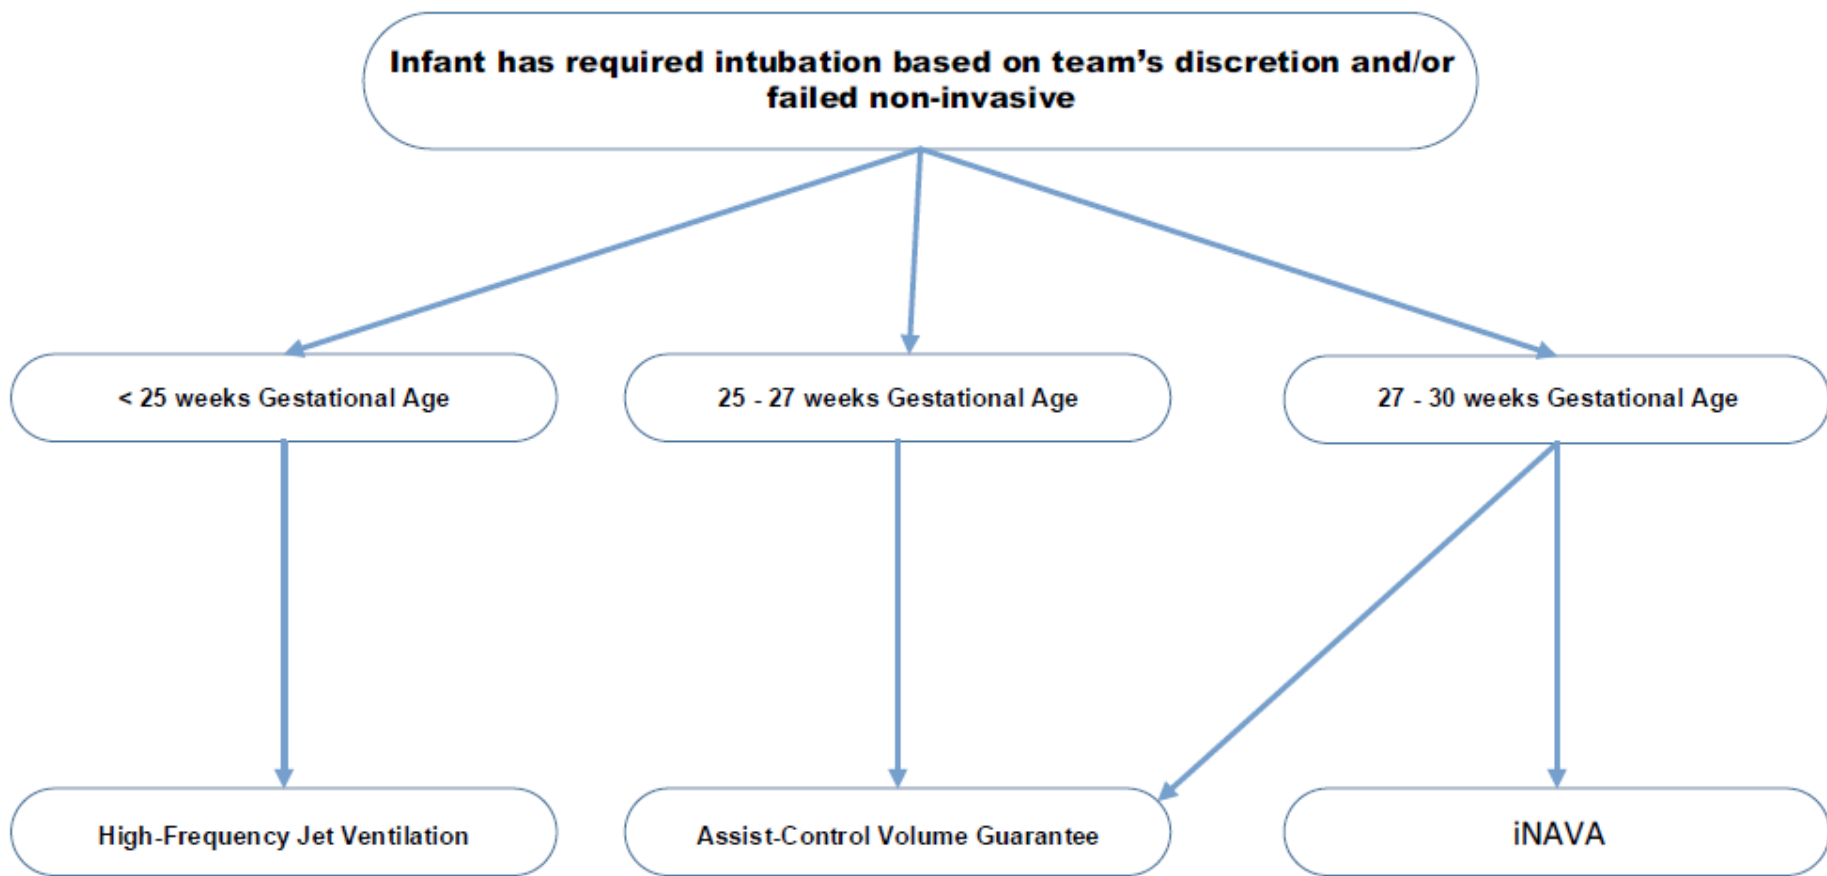 Infant has required intubation based on team’s discretion and/or
failed non-invasive
< 25 weeks Gestational Age
25 - 27 weeks Gestational Age
27 - 30 weeks Gestational Age
High-Frequency Jet Ventilation
Assist-Control Volume Guarantee
iNAVA